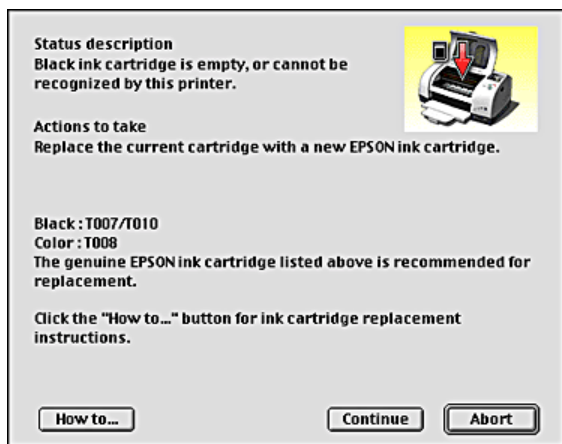 Status description
Black ink cartridge is empty, or cannot be
recognized by this printer.
Actions to take
Replace the current cartridge with a new EPSON ink cartridge.
Black : T007/T010
Color : T008
The genuine EPSON ink cartridge listed above is recommended for
replacement.
Click the "How to..." button for ink cartridge replacement
instructions.
How to...
Continue
Abort